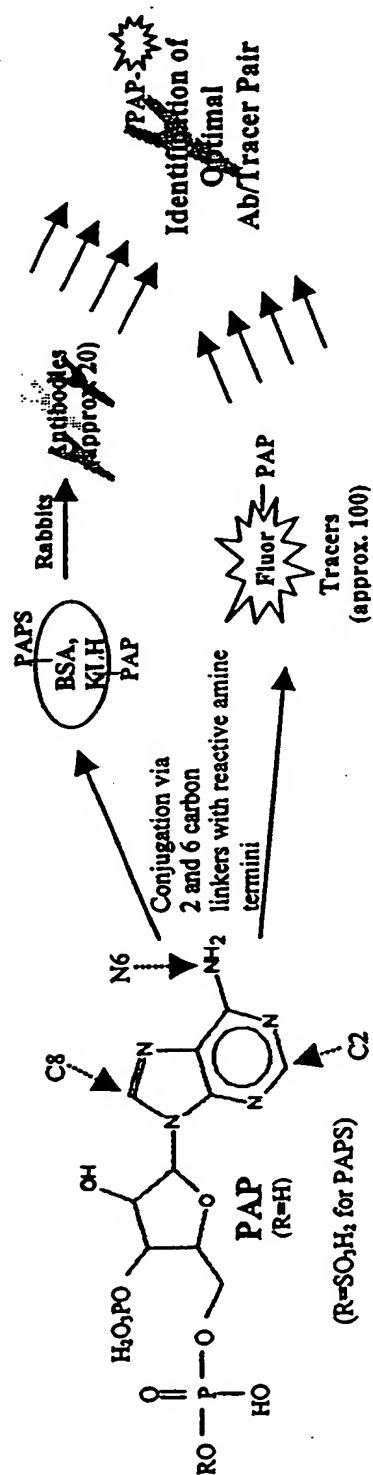 H₂O₃PO
OH
C8
N6
NH₂
N
N
N
N
O
O
O
P
RO
HO
PAP
(R=H)
C2
(R=SO₃H₂ for PAPS)
Conjugation via
2 and 6 carbon
linkers with reactive amine
termini
PAPS
BSA,
KLH
PAP
Rabbits
Antibodies
(approx. 20)
Fluor
PAP
Tracers
(approx. 100)
PAP-
Identification of
Optimal
Ab/Tracer Pair